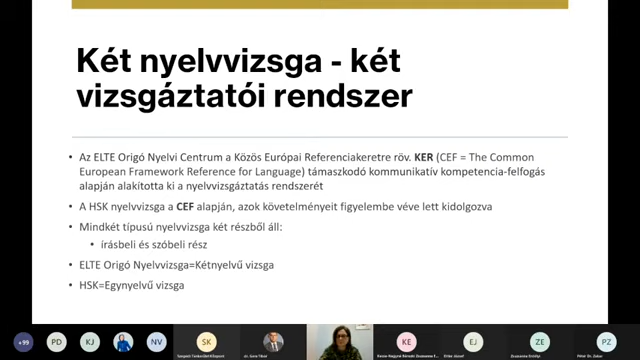 Két nyelvvizsga - két
vizsgáztatói rendszer
• Az ELTE Origó Nyelvi Centrum a Közös Európai Referenciakeretre röv. KER (CEF = The Common
European Framework Reference for Language) támaszkodó kommunikatív kompetencia-felfogás
alapján alakította ki a nyelvvizsgáztatás rendszerét
• A HSK nyelvvizsga a CEF alapján, azok követelményeit figyelembe véve lett kidolgozva
• Mindkét típusú nyelvvizsga két részből áll:
• írásbeli és szóbeli rész
• ELTE Origó Nyelvvizsga=Kétnyelvű vizsga
• HSK=Egynyelvű vizsga
+99 PD KJ NV SK KE EJ ZE PZ